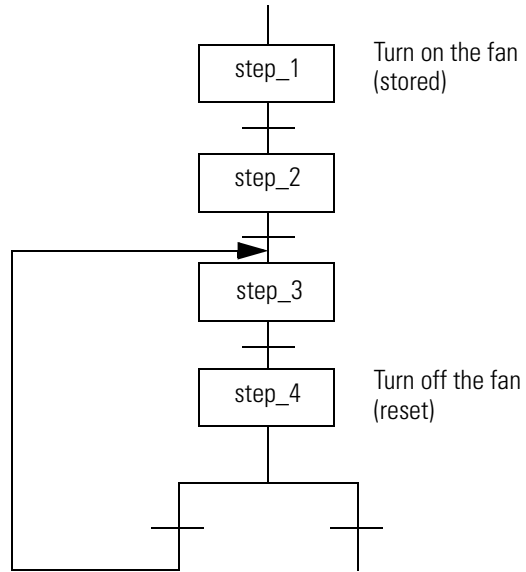 step_1
Turn on the fan
(stored)
step_2
step_3
step_4
Turn off the fan
(reset)